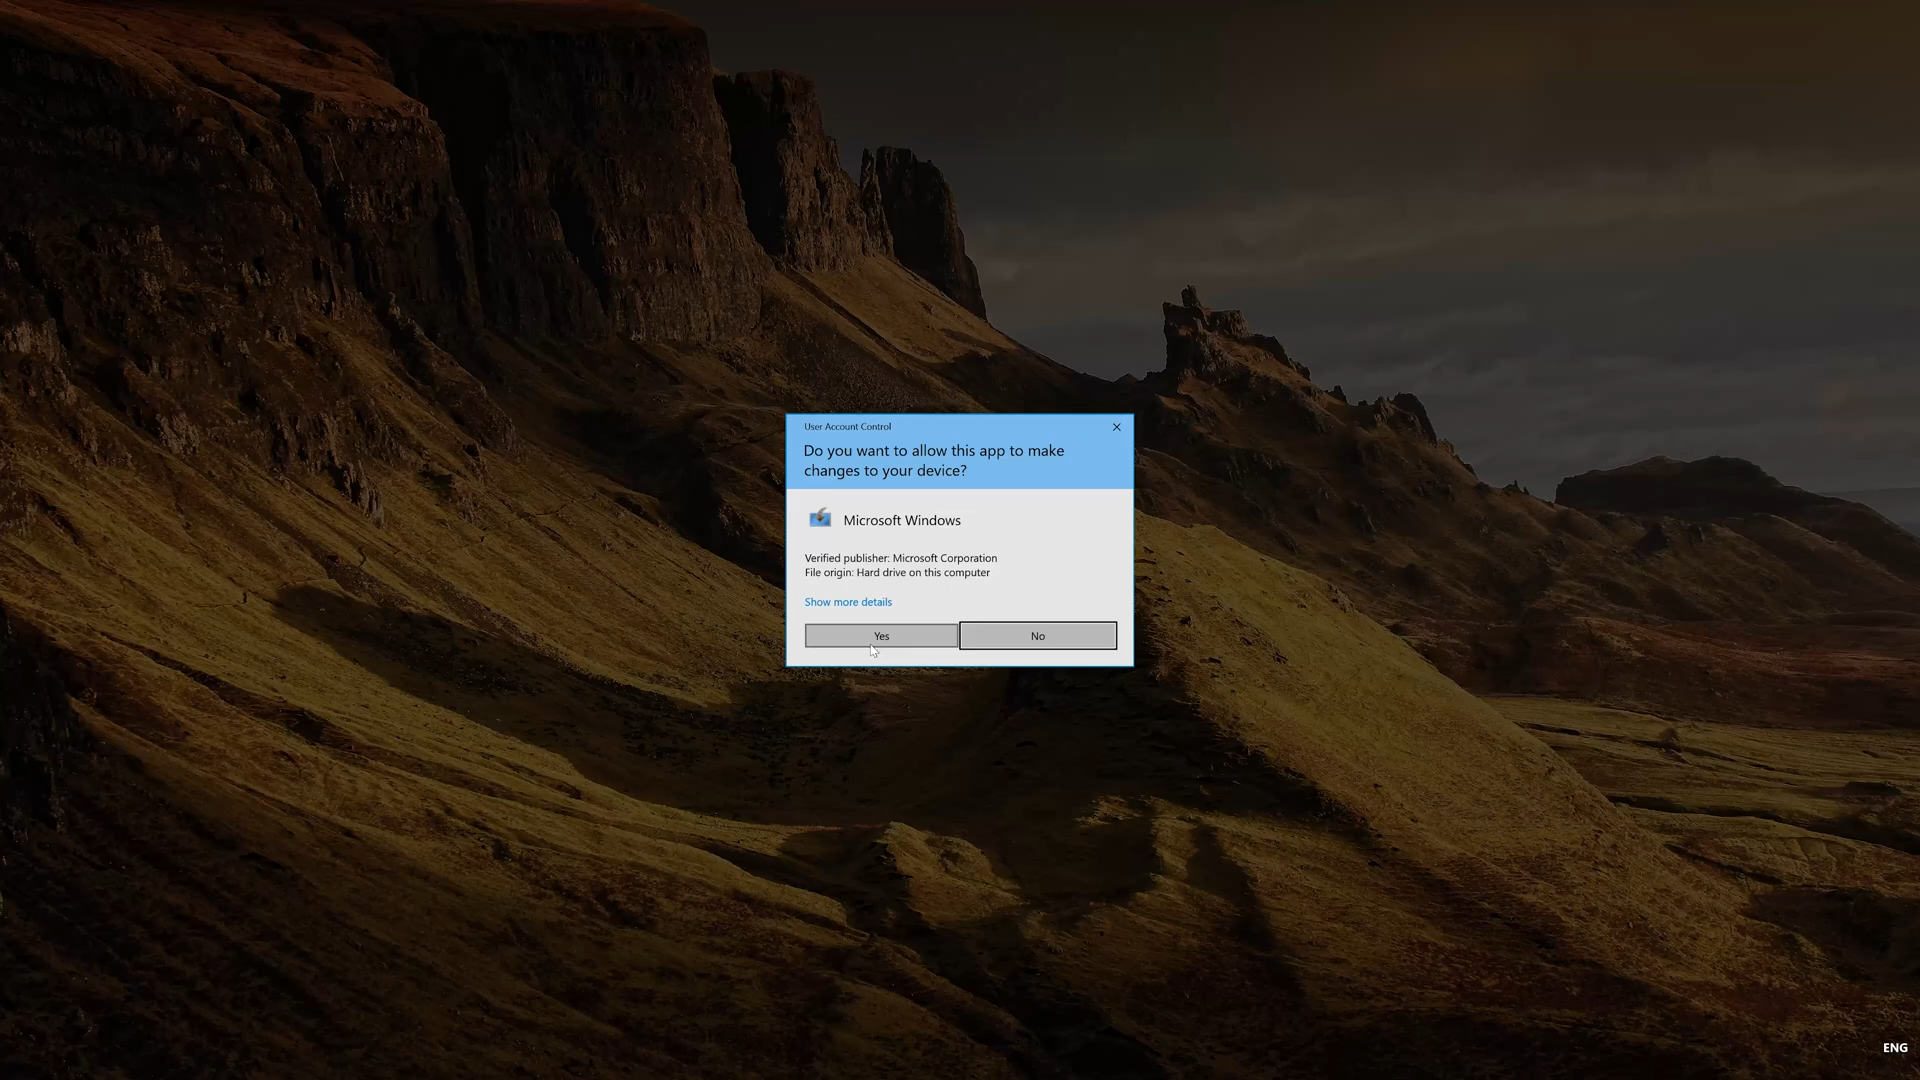 User Account Control
Do you want to allow this app to make
changes to your device?
Microsoft Windows
Verified publisher: Microsoft Corporation
File origin: Hard drive on this computer
Show more details
Yes
No
ENG